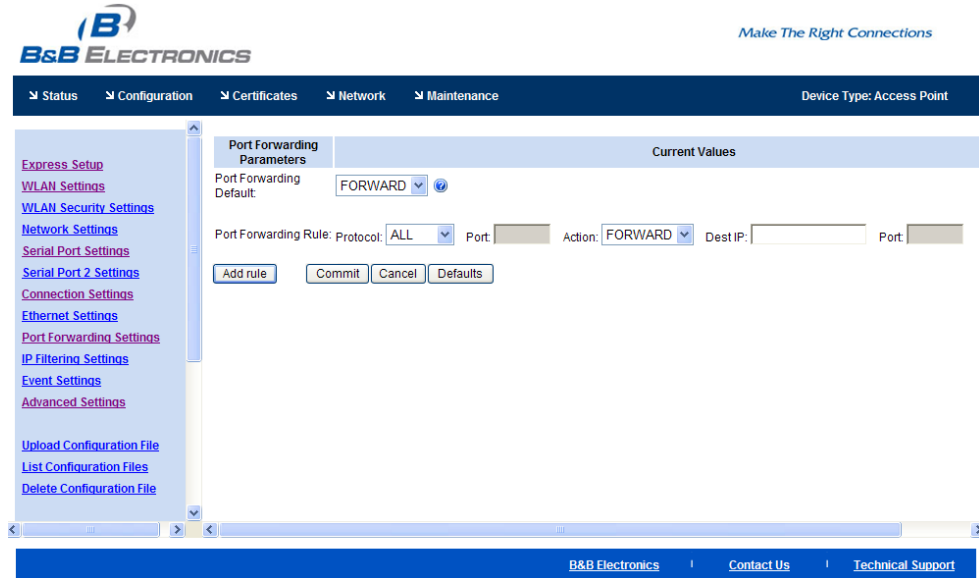 B&B ELECTRONICS
Make The Right Connections
Status Configuration Certificates Network Maintenance Device Type: Access Point
Express Setup
WLAN Settings
WLAN Security Settings
Network Settings
Serial Port Settings
Serial Port 2 Settings
Connection Settings
Ethernet Settings
Port Forwarding Settings
IP Filtering Settings
Event Settings
Advanced Settings
Upload Configuration File
List Configuration Files
Delete Configuration File
Port Forwarding
Parameters
Current Values
Port Forwarding
Default:
FORWARD ?
Port Forwarding Rule: Protocol: ALL Port: Action: FORWARD Dest IP: Port:
Add rule Commit Cancel Defaults
B&B Electronics | Contact Us | Technical Support